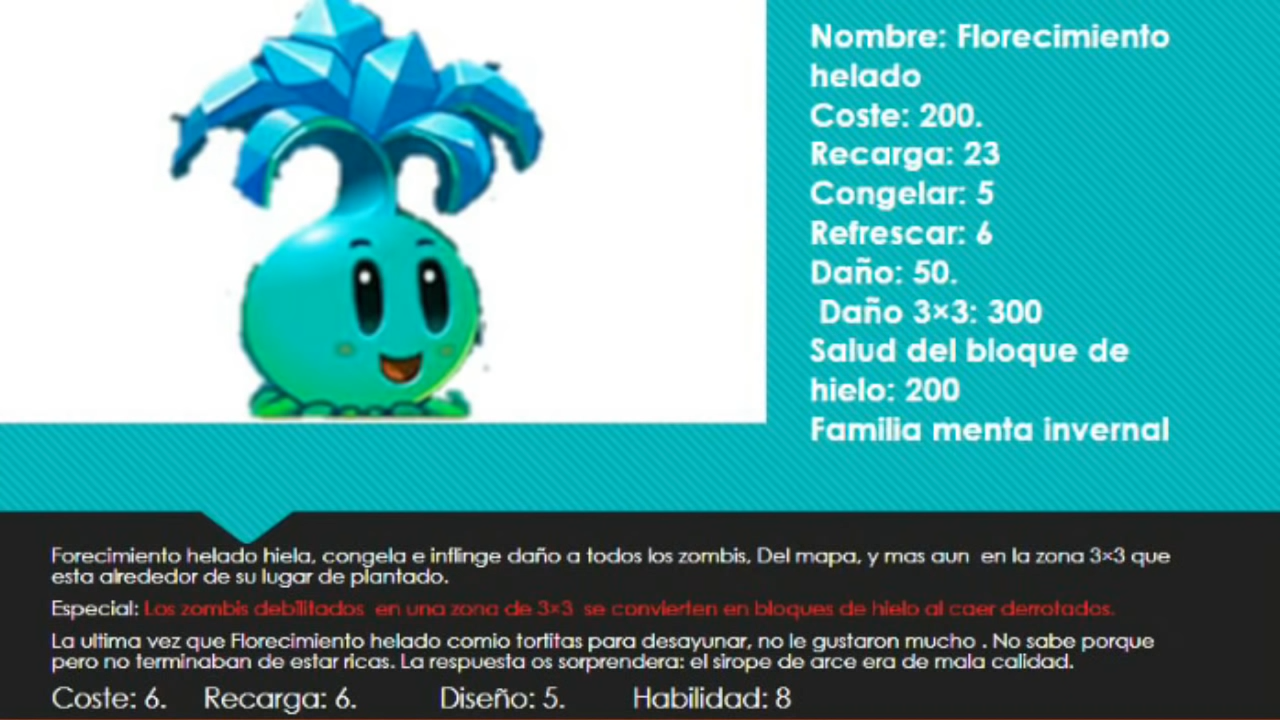 Nombre: Florecimiento
helado
Coste: 200.
Recarga: 23
Congelar: 5
Refrescar: 6
Daño: 50.
Daño 3×3: 300
Salud del bloque de
hielo: 200
Familia menta invernal
Forecimiento helado hiela, congela e inflinge daño a todos los zombis, Del mapa, y mas aun en la zona 3×3 que
esta alrededor de su lugar de plantado.
Especial: Los zombis debilitados en una zona de 3×3 se convierten en bloques de hielo al caer derrotados.
La ultima vez que Florecimiento helado comio tortitas para desayunar, no le gustaron mucho . No sabe porque
pero no terminaban de estar ricas. La respuesta os sorprendera: el sirope de arce era de mala calidad.
Coste: 6. Recarga: 6. Diseño: 5. Habilidad: 8